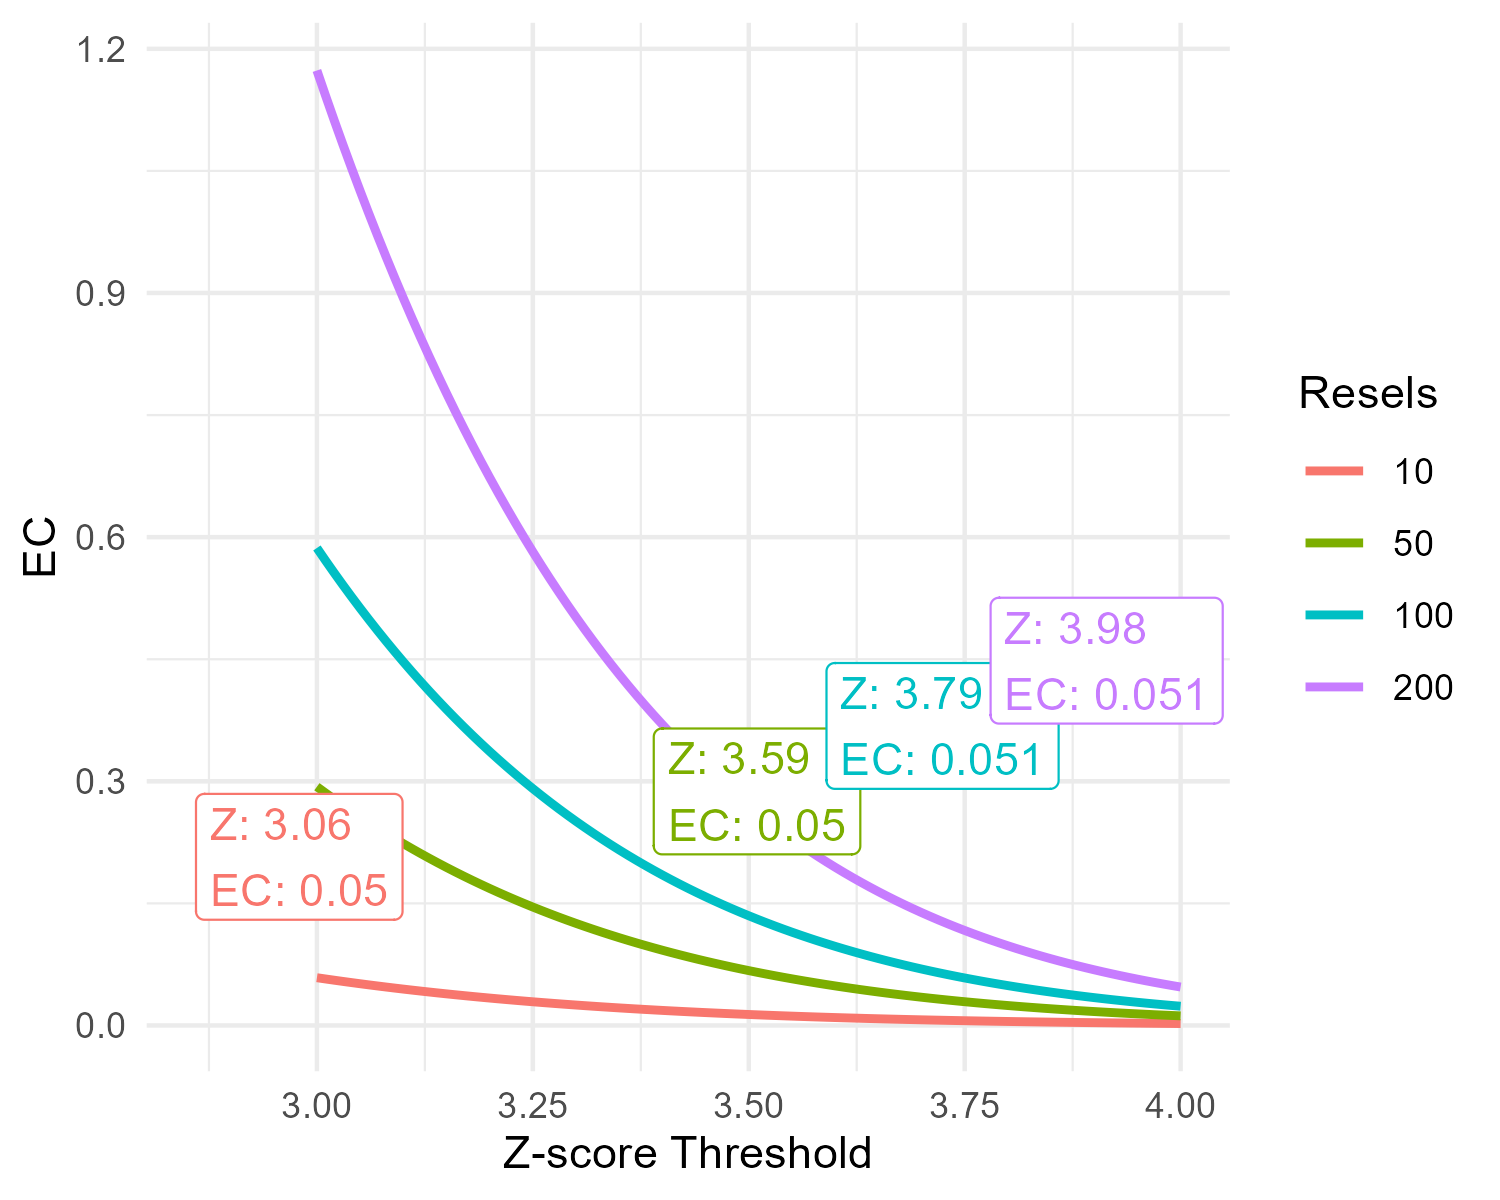 1.2
0.9
0.6
0.3
0.0
EC
Z: 3.06
EC: 0.05
Z: 3.59
EC: 0.05
Z: 3.79
EC: 0.051
Z: 3.98
EC: 0.051
3.00 3.25 3.50 3.75 4.00
Z-score Threshold
Resels
10
50
100
200